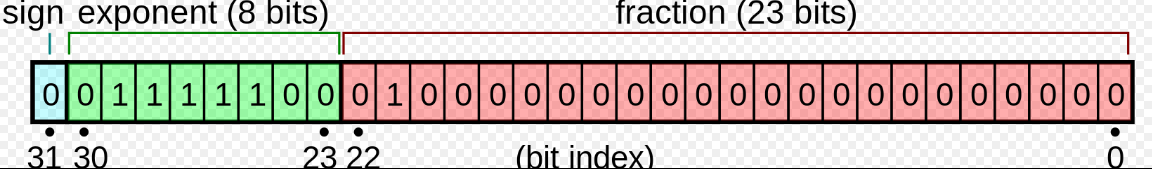 sign exponent (8 bits) fraction (23 bits)
0 0 1 1 1 1 1 0 0 0 1 0 0 0 0 0 0 0 0 0 0 0 0 0 0 0 0 0 0 0 0 0
31 30 23 22 (bit index) 0